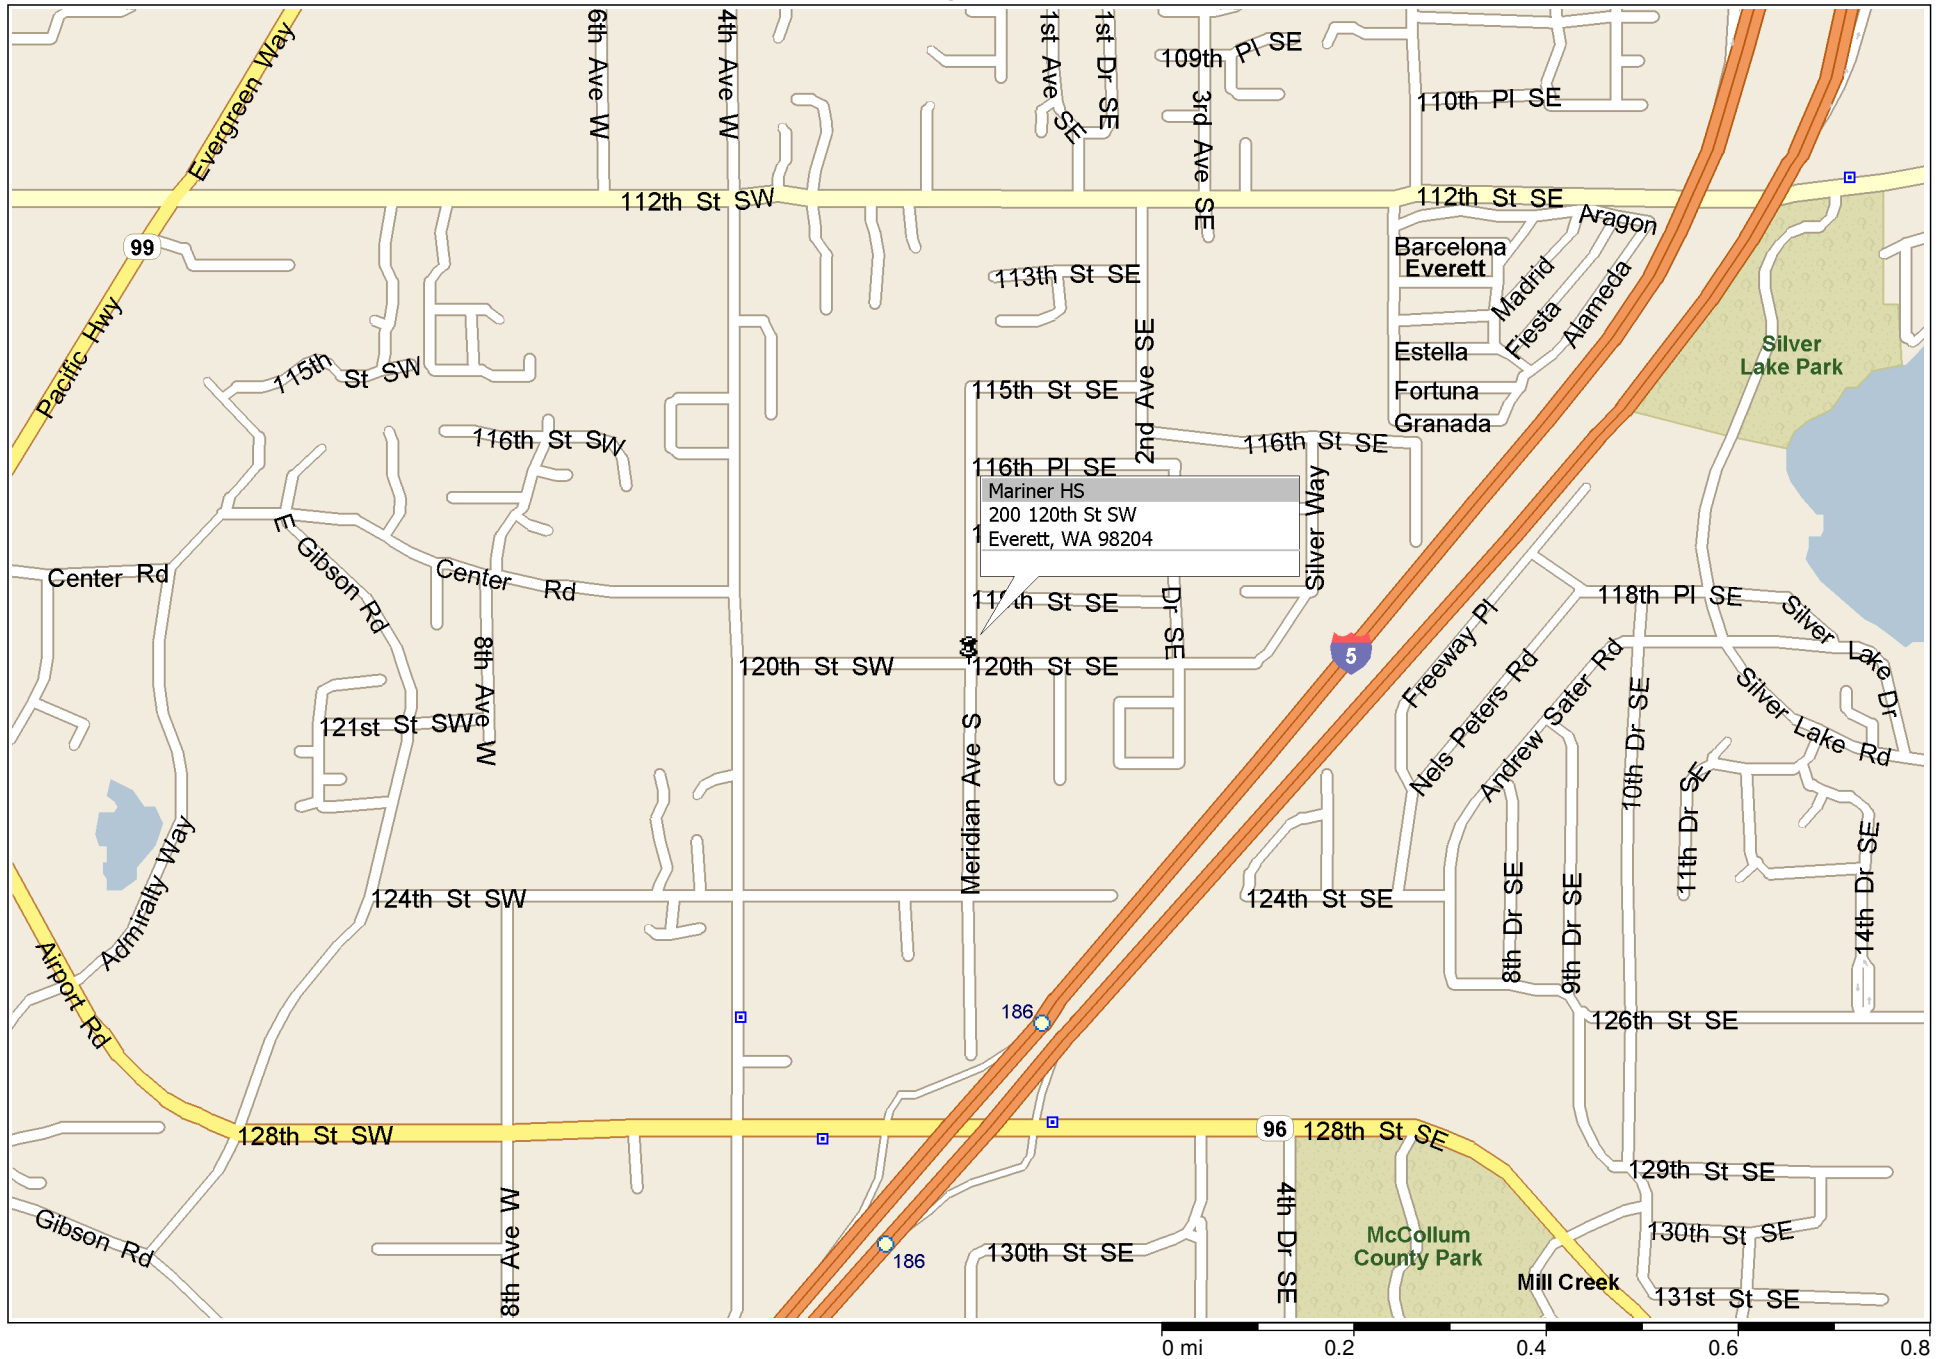 6th Ave W
4th Ave W
1st Ave SE
1st Dr SE
109th Pl SE
3rd Ave SE
110th Pl SE
Evergreen Way
112th St SW
112th St SE
99
Aragon
Barcelona
Everett
Madrid
Fiesta
Alameda
Estella
Fortuna
Granada
113th St SE
2nd Ave SE
Pacific Hwy
115th St SW
115th St SE
Silver
Lake Park
116th St SW
116th St SE
116th Pl SE
Mariner HS
200 120th St SW
Everett, WA 98204
Silver Way
E Gibson Rd
Center Rd
Center Rd
119th St SE
Dr SE
118th Pl SE
Silver Lake Dr
Freeway Pl
Nels Peters Rd
Andrew Sater Rd
8th Ave W
120th St SW
120th St SE
5
Silver Lake Rd
10th Dr SE
121st St SW
Meridian Ave S
11th Dr SE
14th Dr SE
Admiralty Way
124th St SW
124th St SE
8th Dr SE
9th Dr SE
Airport Rd
186
126th St SE
128th St SW
96
128th St SE
129th St SE
8th Ave W
4th Dr SE
Gibson Rd
130th St SE
130th St SE
186
McCollum
County Park
Mill Creek
131st St SE
0 mi
0.2
0.4
0.6
0.8